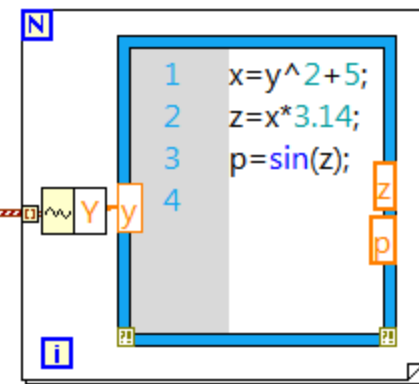 N
1 x=y^2+5;
2 z=x*3.14;
3 p=sin(z);
4
z
Y y
p
?! ?!
i